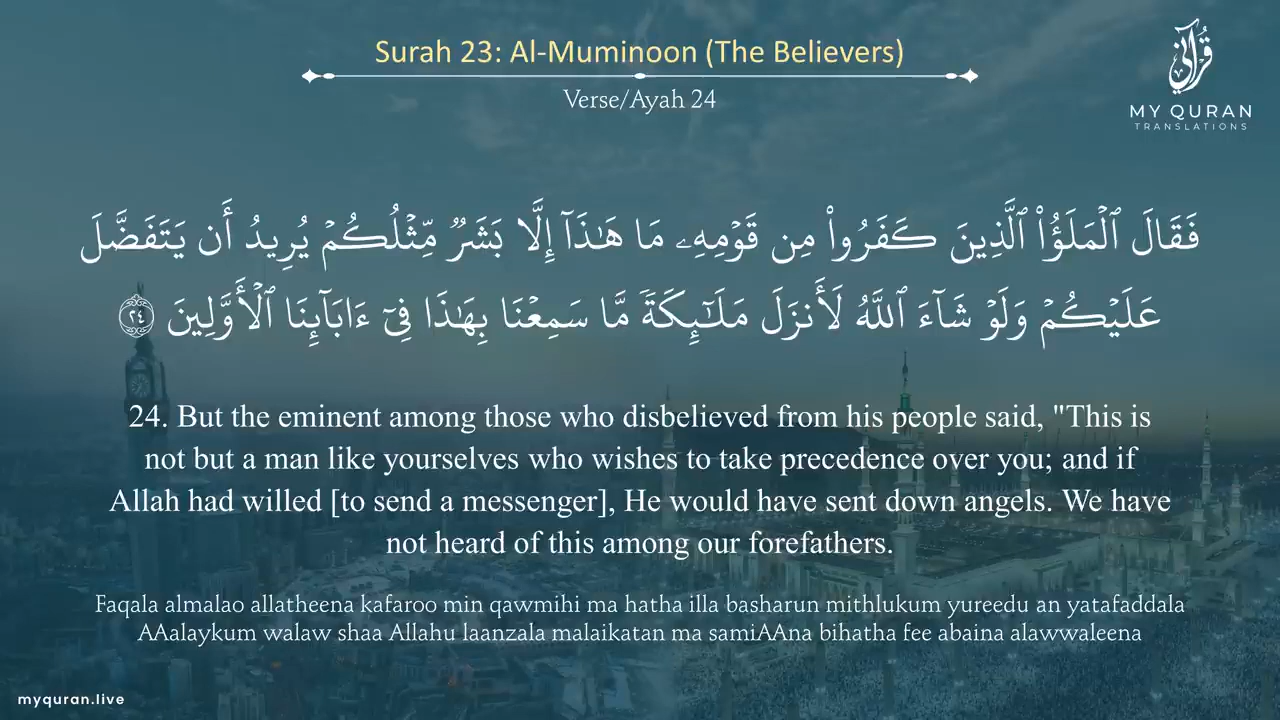 Surah 23: Al-Muminoon (The Believers)
Verse/Ayah 24
قُرْآنِي
MY QURAN
TRANSLATIONS
فَقَالَ ٱلْمَلَؤُا۟ ٱلَّذِينَ كَفَرُوا۟ مِن قَوْمِهِۦ مَا هَـٰذَآ إِلَّا بَشَرٌ مِّثْلُكُمْ يُرِيدُ أَن يَتَفَضَّلَ
عَلَيْكُمْ وَلَوْ شَآءَ ٱللَّهُ لَأَنزَلَ مَلَـٰٓئِكَةً مَّا سَمِعْنَا بِهَـٰذَا فِىٓ ءَابَآئِنَا ٱلْأَوَّلِينَ ٢٤
24. But the eminent among those who disbelieved from his people said, "This is
not but a man like yourselves who wishes to take precedence over you; and if
Allah had willed [to send a messenger], He would have sent down angels. We have
not heard of this among our forefathers.
Faqala almalao allatheena kafaroo min qawmihi ma hatha illa basharun mithlukum yureedu an yatafaddala
AAalaykum walaw shaa Allahu laanzala malaikatan ma samiAAna bihatha fee abaina alawwaleena
myquran.live